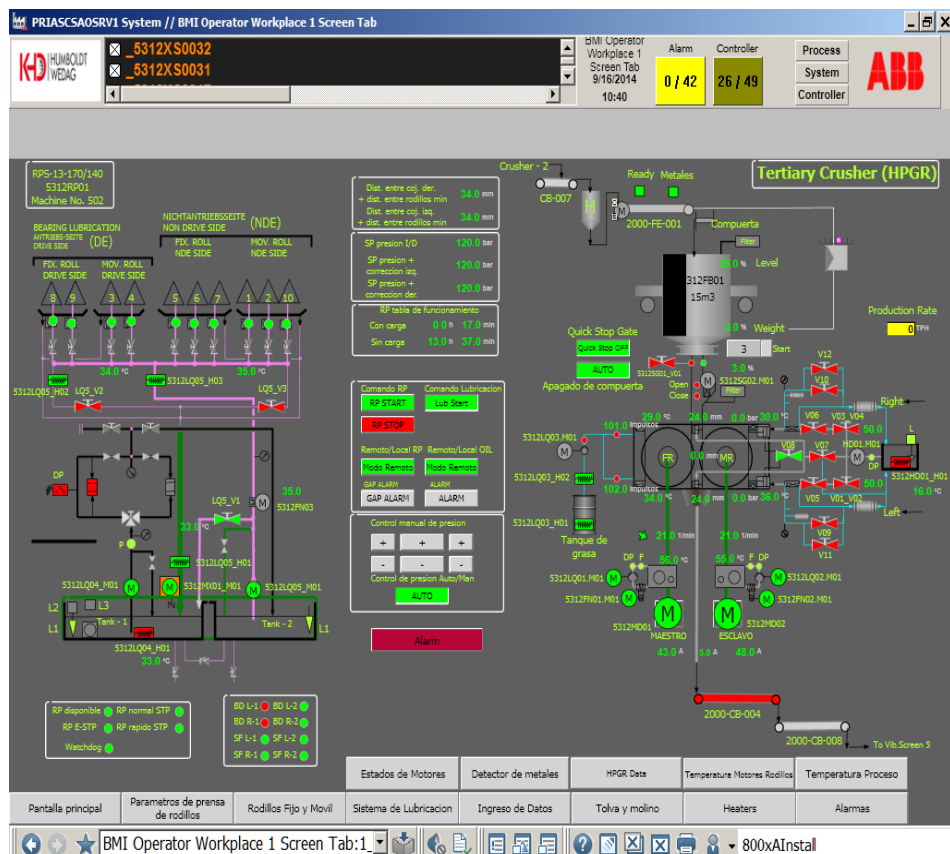 PRIASCSAOSRV1 System // BMI Operator Workplace 1 Screen Tab
KHD HUMBOLDT WEDAG
_5312XS0032
_5312XS0031
BMI Operator
Workplace 1
Screen Tab
9/16/2014
10:40
Alarm
0 / 42
Controller
26 / 49
Process
System
Controller
ABB
RPS-13-170/140
5312RP01
Machine No. 502
Tertiary Crusher (HPGR)
Crusher - 2
CB-007
Ready Metales
2000-FE-001
Compuerta
Filter
% Level
312FB01
15m3
0.0 % Weight
3 Start
3.0 %
Production Rate
0 TPH
BEARING LUBRICATION
ANTRIEBS-SEITE
DRIVE SIDE (DE)
NICHTANTRIEBSSEITE
NON DRIVE SIDE (NDE)
FIX. ROLL
DRIVE SIDE
MOV. ROLL
DRIVE SIDE
FIX. ROLL
NDE SIDE
MOV. ROLL
NDE SIDE
8 9 3 4 5 6 7 1 2 10
34.0 °C
35.0 °C
5312LQ05_H02
5312LQ05_H03
LQ5_V2
LQ5_V3
DP
LQ5_V1
35.0
5312FN03
33.0 °C
5312LQ05_H01
P
5312LQ04_M01
5312MX01_M01
5312LQ05_M01
M M M
L2 L3
L1
Tank - 1
Tank - 2
L1
5312LQ04_H01
33.0 °C
RP disponible
RP normal STP
RP E-STP
RP rapido STP
Watchdog
BD L-1 BD L-2
BD R-1 BD R-2
SF L-1 SF L-2
SF R-1 SF R-2
Dist. entre coj. der.
+ dist. entre rodillos min 34.0 mm
Dist. entre coj. izq.
+ dist. entre rodillos min 34.0 mm
SP presion I/D 120.0 bar
SP presion +
correccion izq. 120.0 bar
SP presion +
correccion der. 120.0 bar
RP tabla de funcionamiento
Con carga 0.0 h 17.0 min
Sin carga 13.0 h 37.0 min
Comando RP
Comando Lubricacion
RP START
Lub Start
RP STOP
Remoto/Local RP
Remoto/Local OIL
Modo Remoto
Modo Remoto
GAP ALARM
ALARM
GAP ALARM
ALARM
Control manual de presion
+ + +
- - -
Control de presion Auto/Man
AUTO
Alarm
Quick Stop Gate
Quick Stop OFF
AUTO
Apagado de compuerta
5312SG01_V01
Open
Close
M
5312SG02.M01
Filter
29.0 °C
24.0 mm
0.0 bar
30.0 °C
101.0 Impulsos
5312LQ03.M01
5312LQ03_H02
102.0 Impulsos
5312LQ03_H01
Tanque de
grasa
FR
0.0 mm
MR
34.0 °C
24.0 mm
0.0 bar
36.0 °C
V12
V10
V06
V03_V04
V08
V07
V05
V01_V02
V09
V11
Right
Left
50.0
50.0
HD01.M01
DP
L
5312HD01_H01
16.0 °C
21.0 1/min
21.0 1/min
56.0 °C
55.0 °C
DP F
F DP
5312LQ01.M01
5312LQ02.M01
5312FN01.M01
5312FN02.M01
M M
5312MD01
MAESTRO
5312MD02
ESCLAVO
43.0 A
5.0 A
48.0 A
2000-CB-004
2000-CB-008
To Vib.Screen 5
Estados de Motores
Detector de metales
HPGR Data
Temperatura Motores Rodillos
Temperatura Proceso
Pantalla principal
Parametros de prensa
de rodillos
Rodillos Fijo y Movil
Sistema de Lubricacion
Ingreso de Datos
Tolva y molino
Heaters
Alarmas
BMI Operator Workplace 1 Screen Tab:1_
800xAInstall